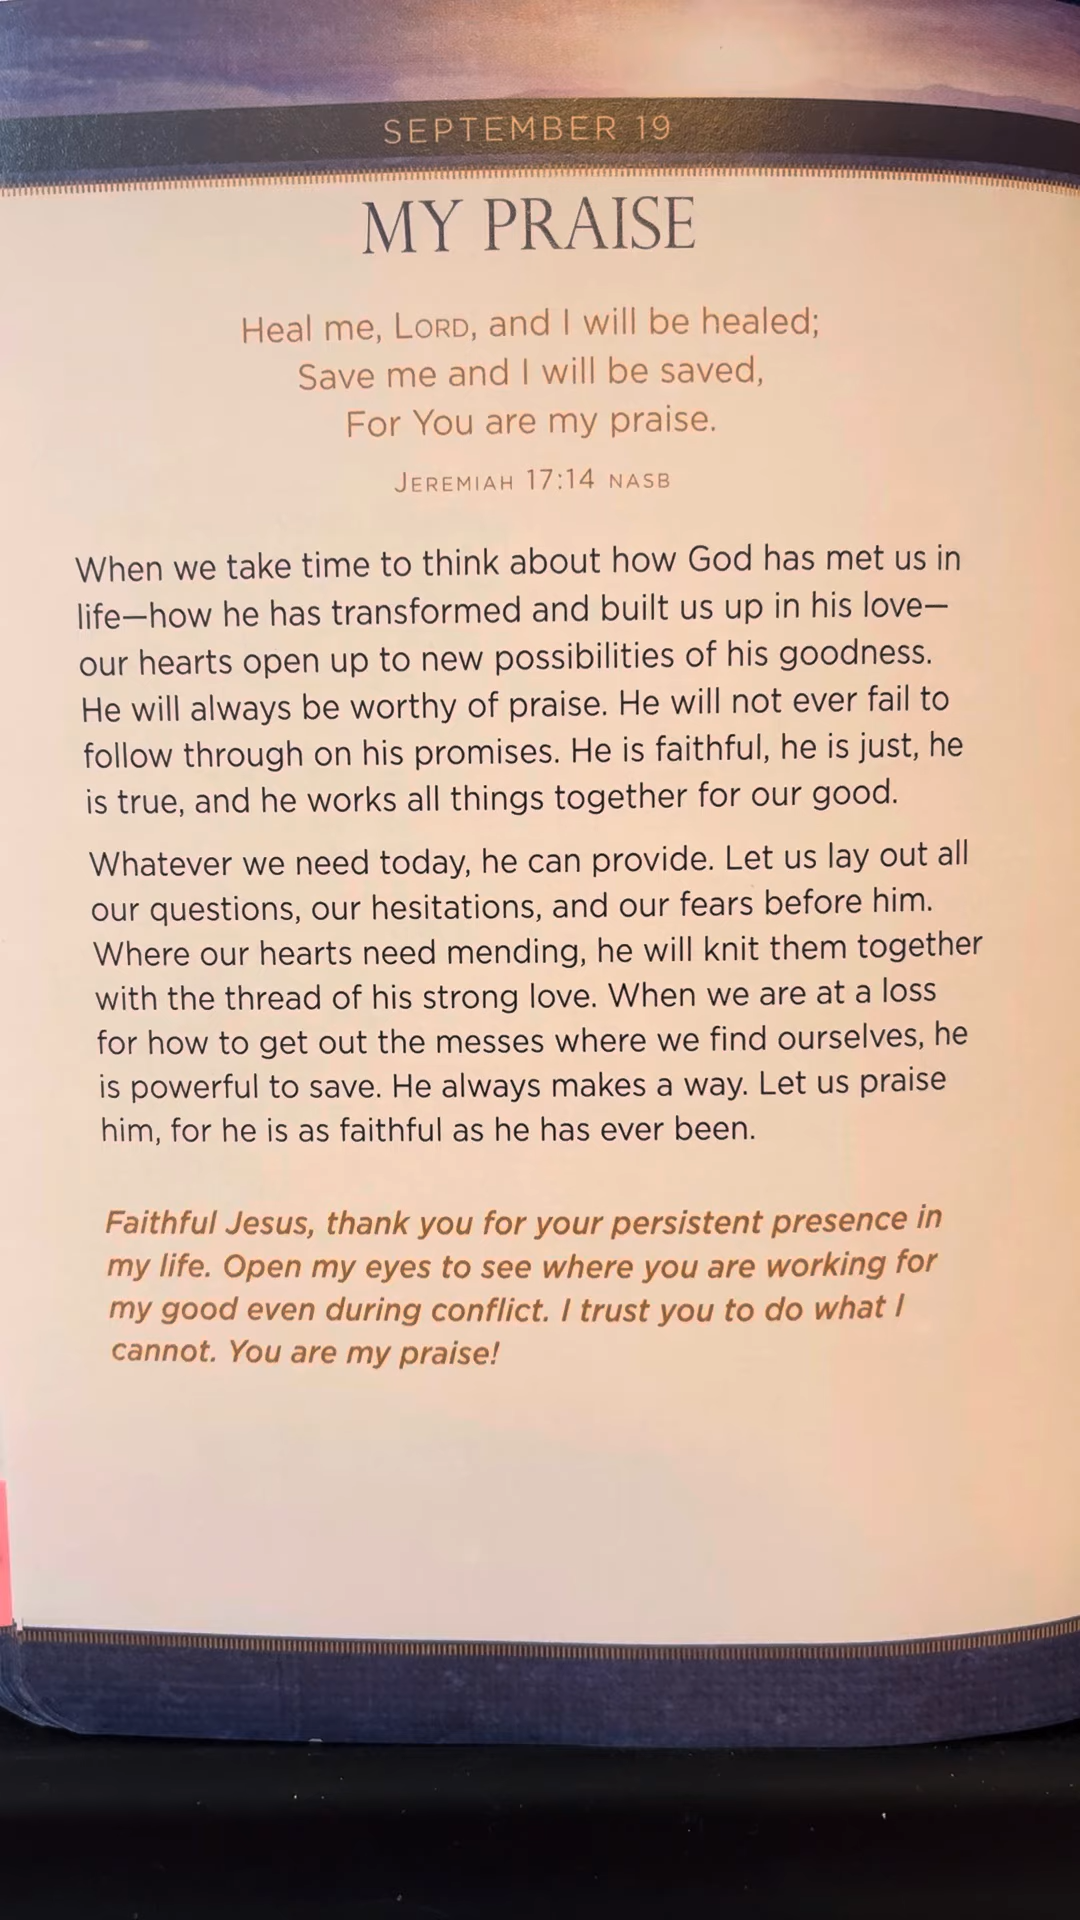 SEPTEMBER 19
MY PRAISE
Heal me, LORD, and I will be healed;
Save me and I will be saved,
For You are my praise.
JEREMIAH 17:14 NASB
When we take time to think about how God has met us in
life—how he has transformed and built us up in his love—
our hearts open up to new possibilities of his goodness.
He will always be worthy of praise. He will not ever fail to
follow through on his promises. He is faithful, he is just, he
is true, and he works all things together for our good.
Whatever we need today, he can provide. Let us lay out all
our questions, our hesitations, and our fears before him.
Where our hearts need mending, he will knit them together
with the thread of his strong love. When we are at a loss
for how to get out the messes where we find ourselves, he
is powerful to save. He always makes a way. Let us praise
him, for he is as faithful as he has ever been.
Faithful Jesus, thank you for your persistent presence in
my life. Open my eyes to see where you are working for
my good even during conflict. I trust you to do what I
cannot. You are my praise!